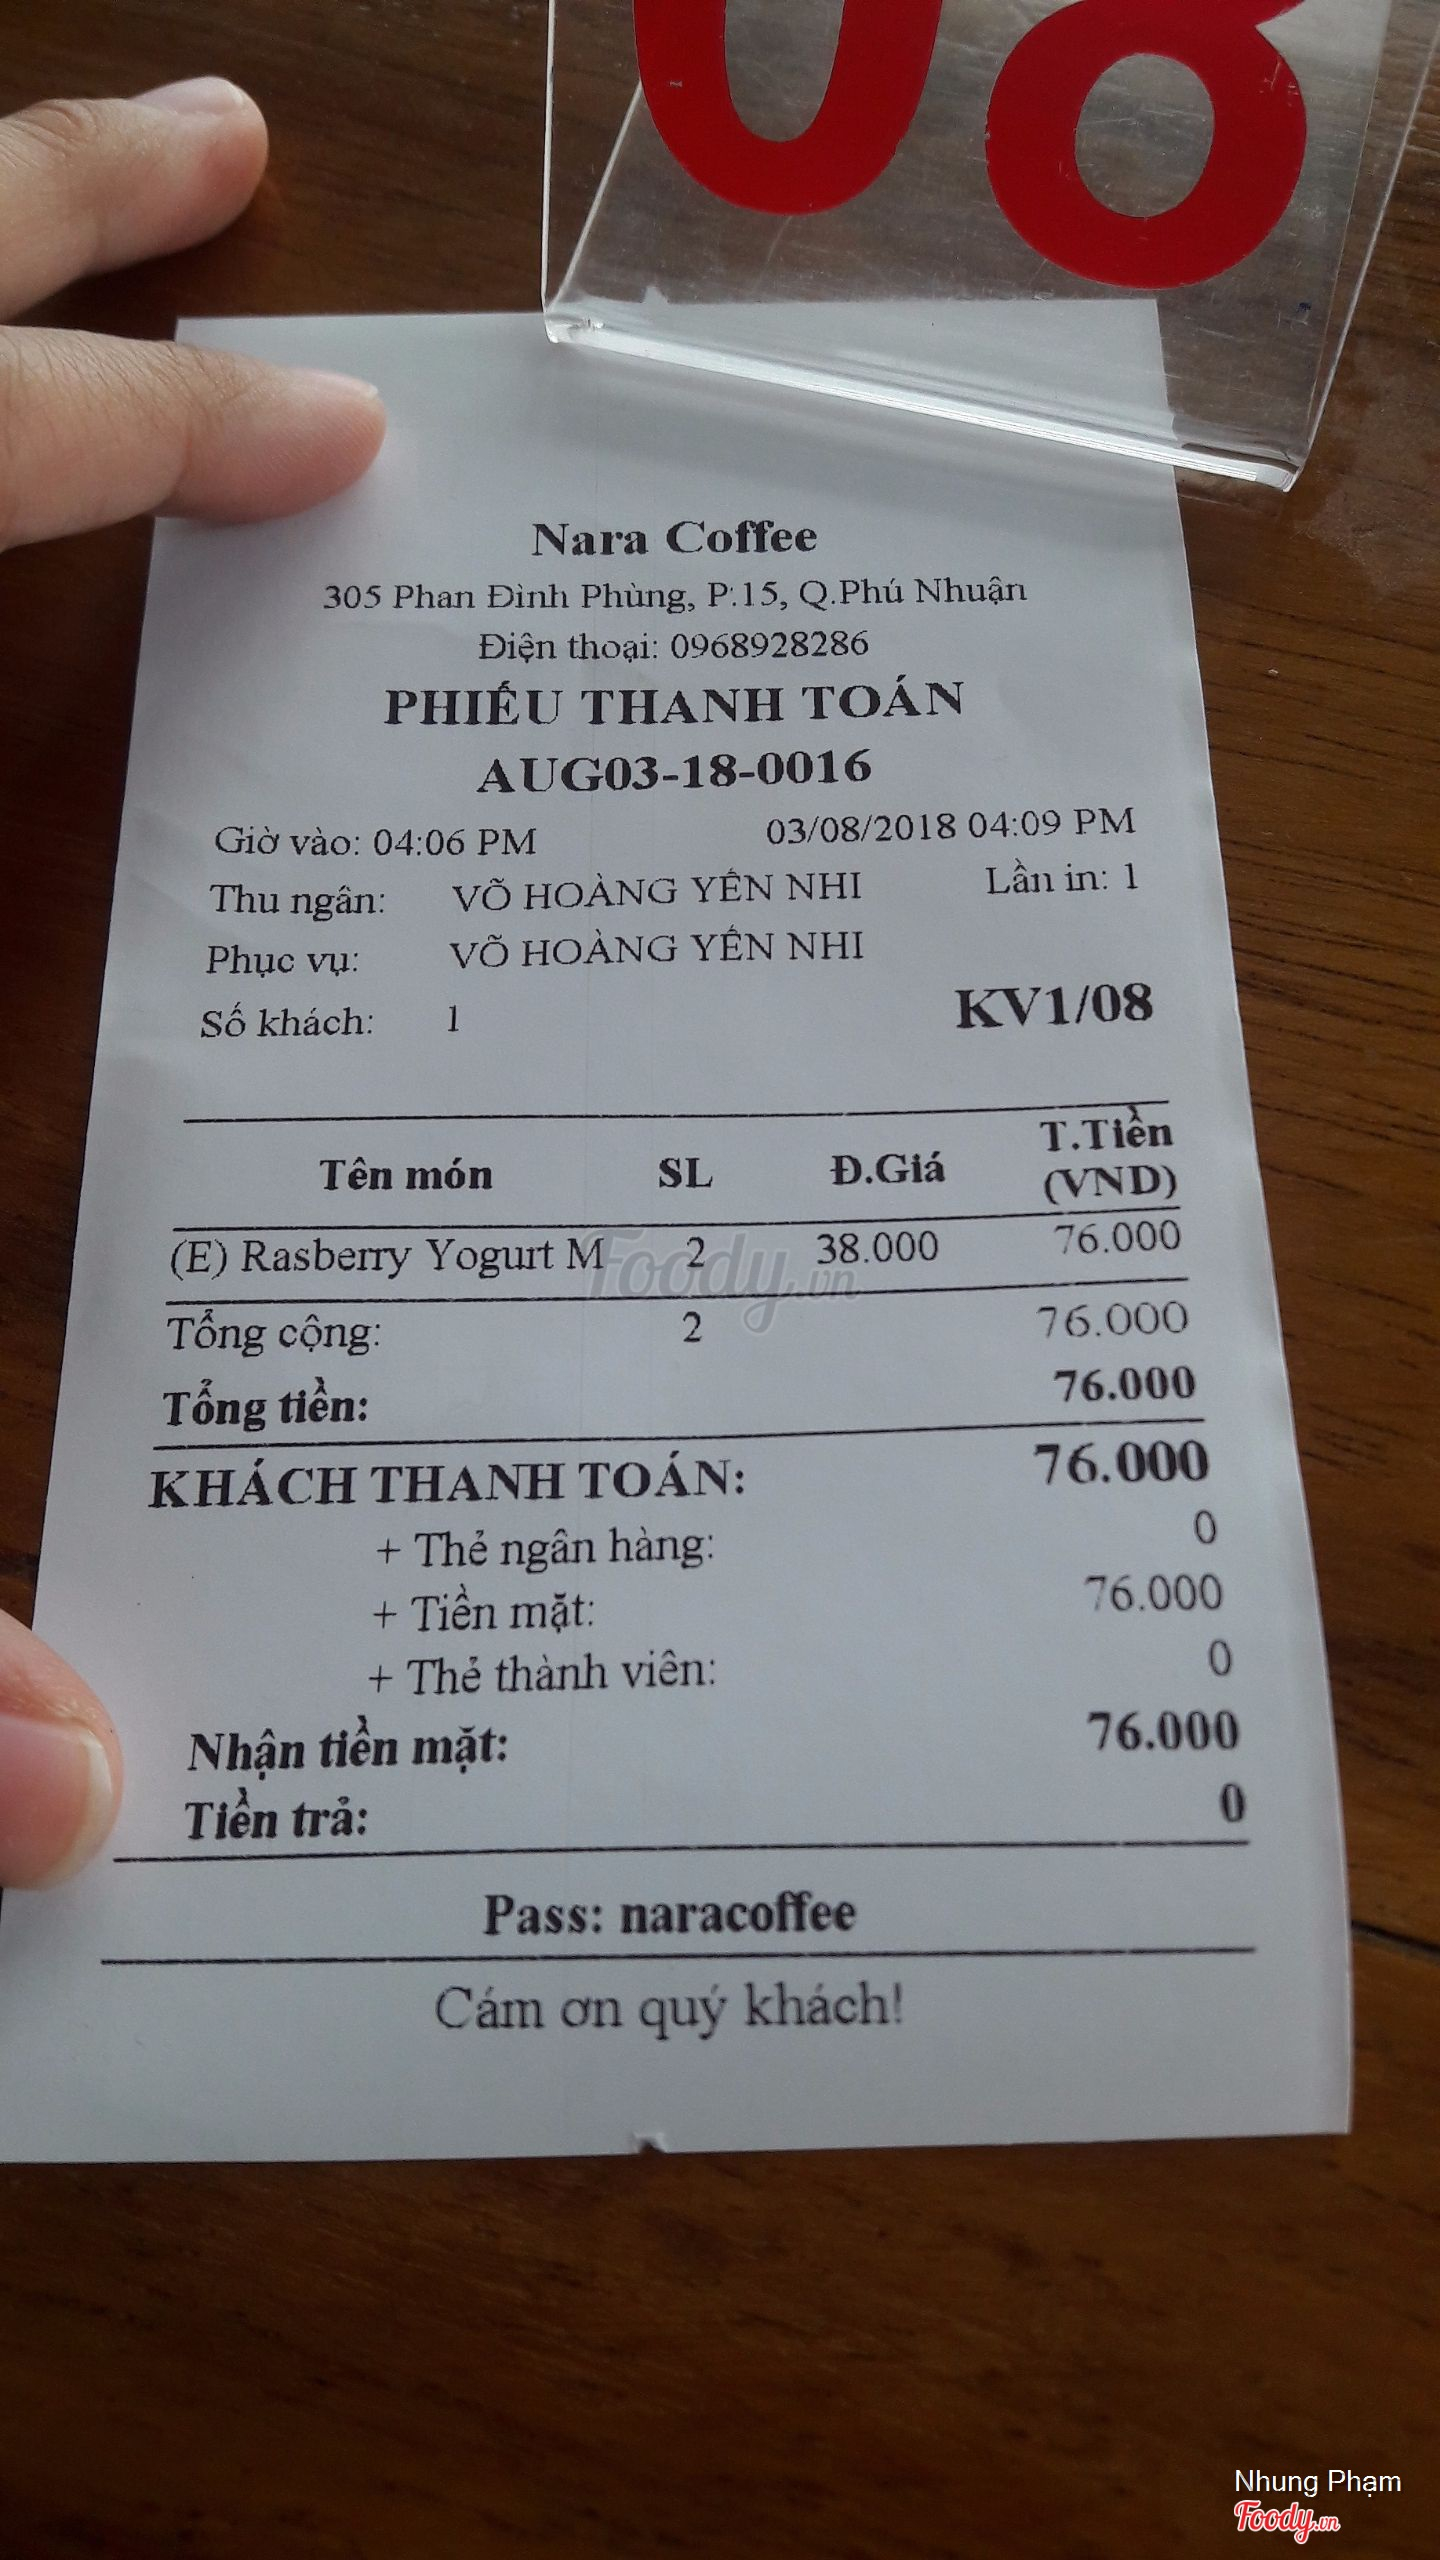 08
Nara Coffee
305 Phan Đình Phùng, P.15, Q.Phú Nhuận
Điện thoại: 0968928286
PHIẾU THANH TOÁN
AUG03-18-0016
Giờ vào: 04:06 PM 03/08/2018 04:09 PM
Thu ngân: VÕ HOÀNG YẾN NHI Lần in: 1
Phục vụ: VÕ HOÀNG YẾN NHI
Số khách: 1 KV1/08
Tên món SL Đ.Giá T.Tiền (VND)
(E) Rasberry Yogurt M 2 38.000 76.000
Tổng cộng: 2 76.000
Tổng tiền: 76.000
KHÁCH THANH TOÁN: 76.000
+ Thẻ ngân hàng: 0
+ Tiền mặt: 76.000
+ Thẻ thành viên: 0
Nhận tiền mặt: 76.000
Tiền trả: 0
Pass: naracoffee
Cám ơn quý khách!
Foody.vn
Nhung Phạm
Foody.vn